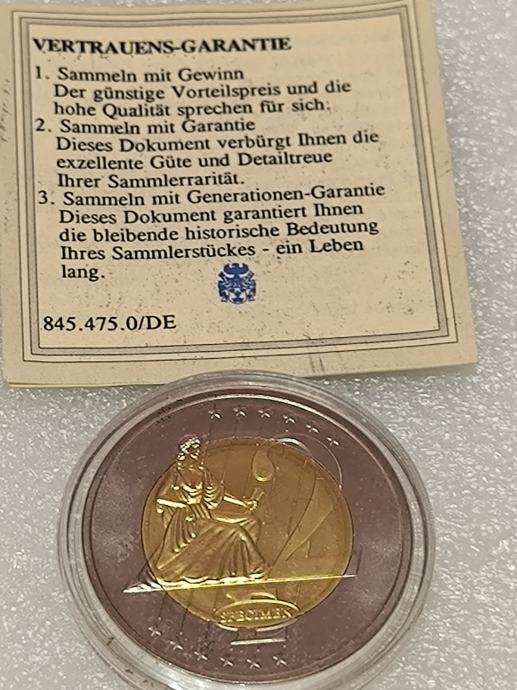 VERTRAUENS-GARANTIE
1. Sammeln mit Gewinn
Der günstige Vorteilspreis und die
hohe Qualität sprechen für sich.
2. Sammeln mit Garantie
Dieses Dokument verbürgt Ihnen die
exzellente Güte und Detailtreue
Ihrer Sammlerrarität.
3. Sammeln mit Generationen-Garantie
Dieses Dokument garantiert Ihnen
die bleibende historische Bedeutung
Ihres Sammlerstückes - ein Leben
lang.
845.475.0/DE
SPECIMEN